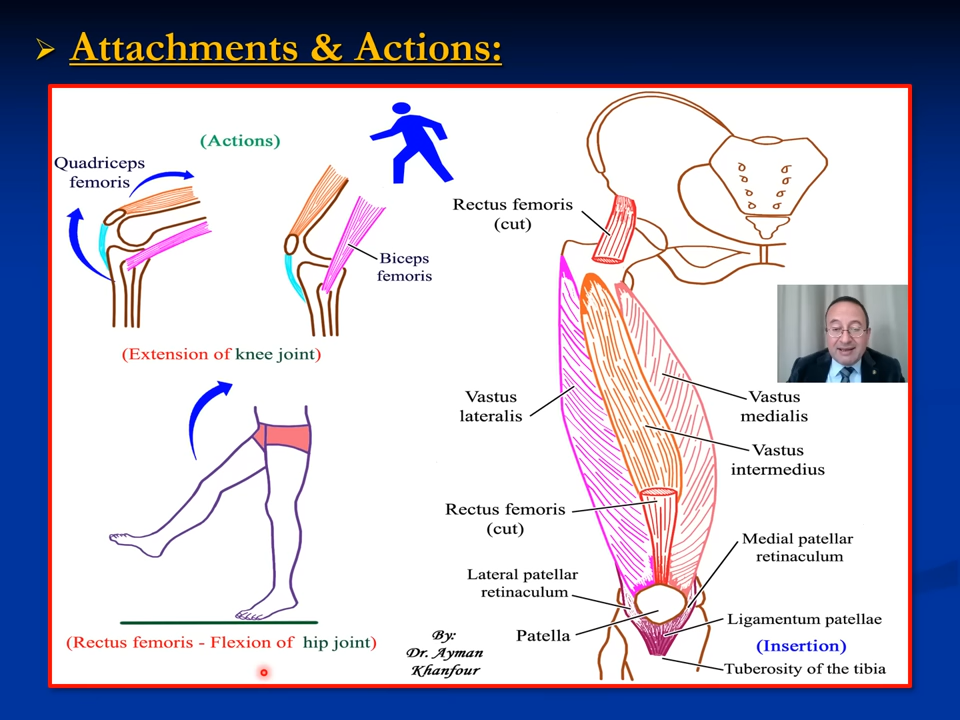 Attachments & Actions:
(Actions)
Quadriceps
femoris
Biceps
femoris
(Extension of knee joint)
(Rectus femoris - Flexion of hip joint)
Rectus femoris
(cut)
Vastus
lateralis
Vastus
medialis
Vastus
intermedius
Rectus femoris
(cut)
Medial patellar
retinaculum
Lateral patellar
retinaculum
Patella
Ligamentum patellae
(Insertion)
Tuberosity of the tibia
By:
Dr. Ayman
Khanfour